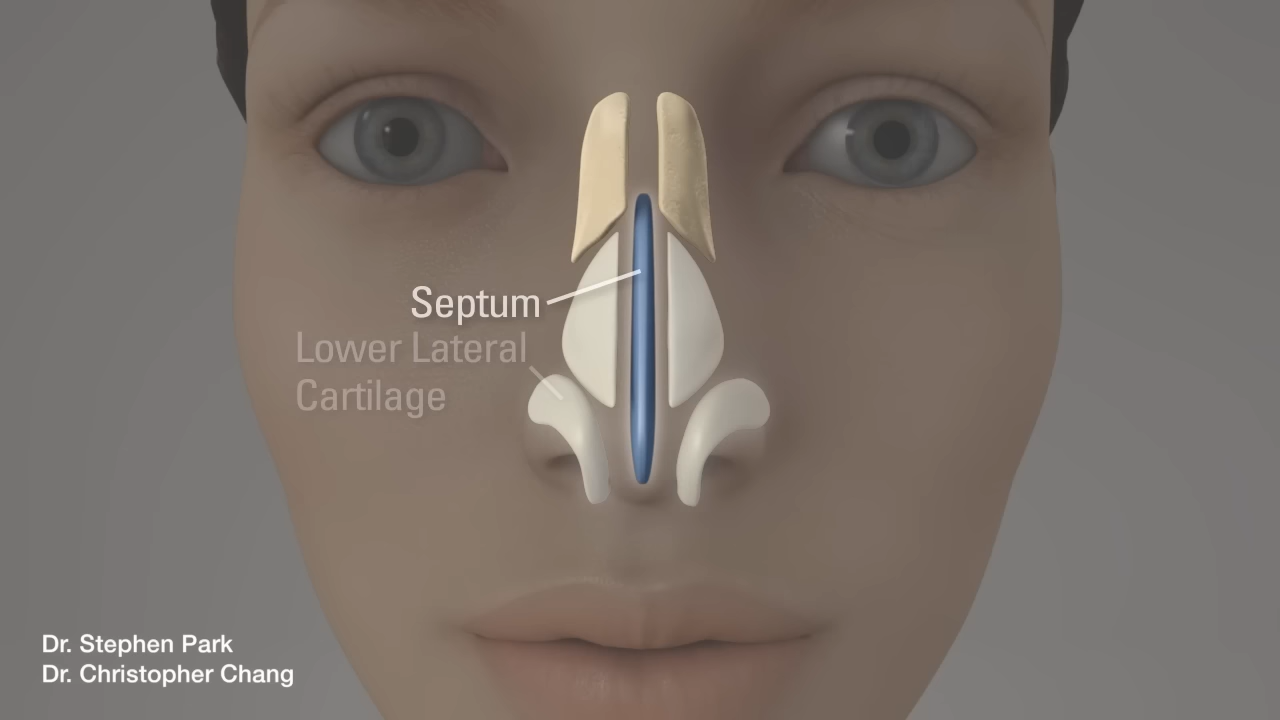 Septum
Lower Lateral
Cartilage
Dr. Stephen Park
Dr. Christopher Chang